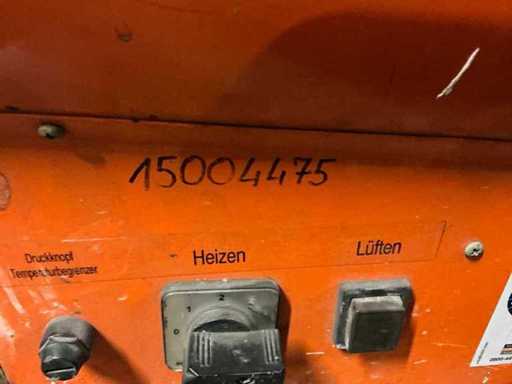 15004475
Druckknopf
Temperaturbegrenzer
Heizen
Lüften
1 2
0